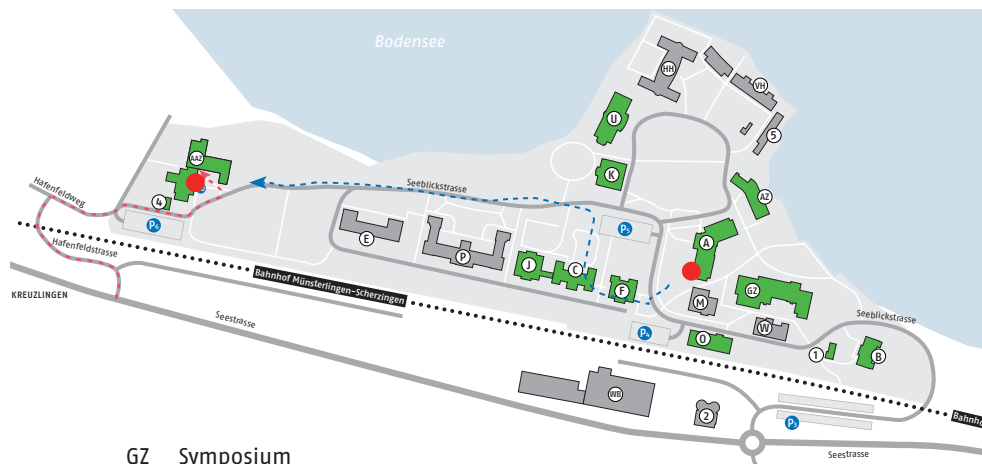 Bodensee
HH
VH
5
U
K
AZ
AAZ
4
Hafenfeldweg
P6
Seeblickstrasse
P5
A
E
P
J
C
F
M
GZ
W
O
1
B
Seeblickstrasse
Hafenfeldstrasse
Bahnhof Münsterlingen-Scherzingen
KREUZLINGEN
Seestrasse
P4
WB
2
Bahnho
Seestrasse
GZ Symposium